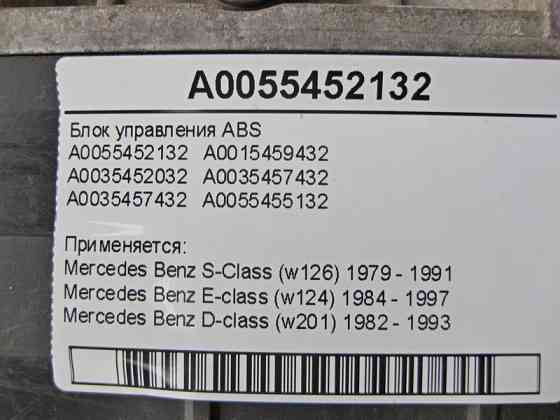 A0055452132
Блок управления ABS
A0055452132 A0015459432
A0035452032 A0035457432
A0035457432 A0055455132
Применяется:
Mercedes Benz S-Class (w126) 1979 - 1991
Mercedes Benz E-class (w124) 1984 - 1997
Mercedes Benz D-class (w201) 1982 - 1993